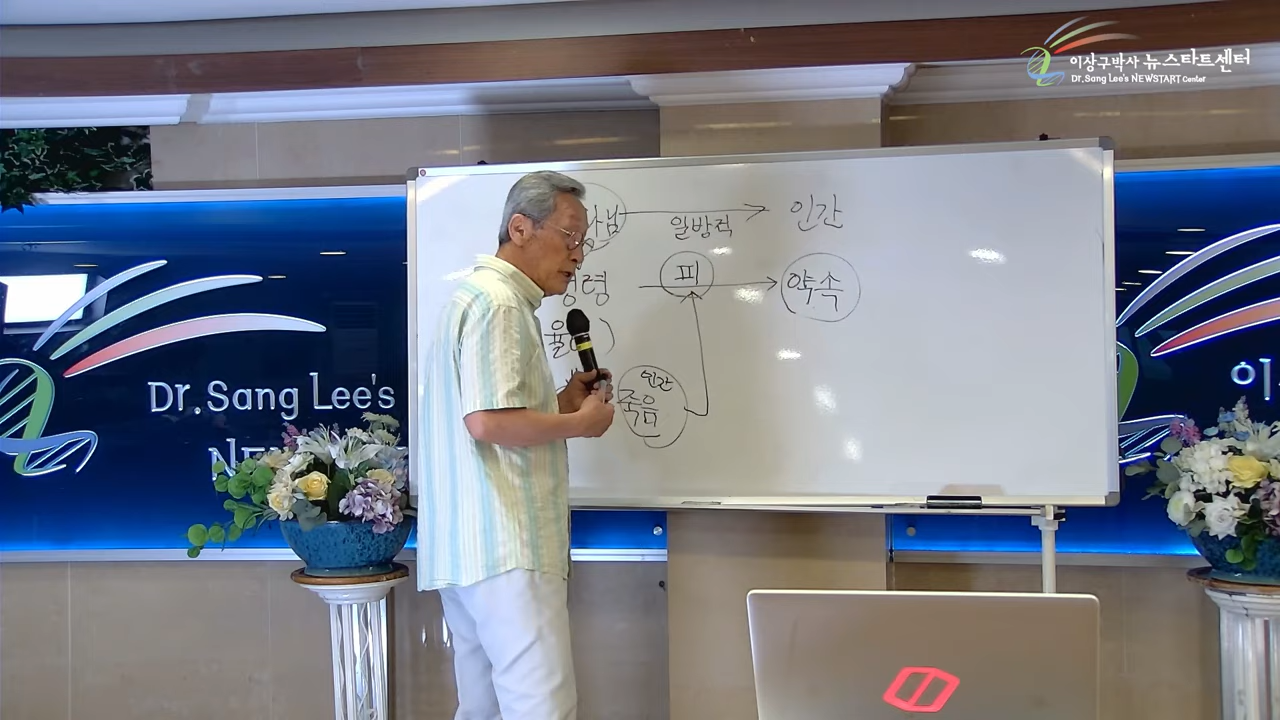 이상구박사 뉴스타트센터
Dr. Sang Lee's NEWSTART Center
일방적
인간
피
약속
인간
죽음
Dr. Sang Lee's